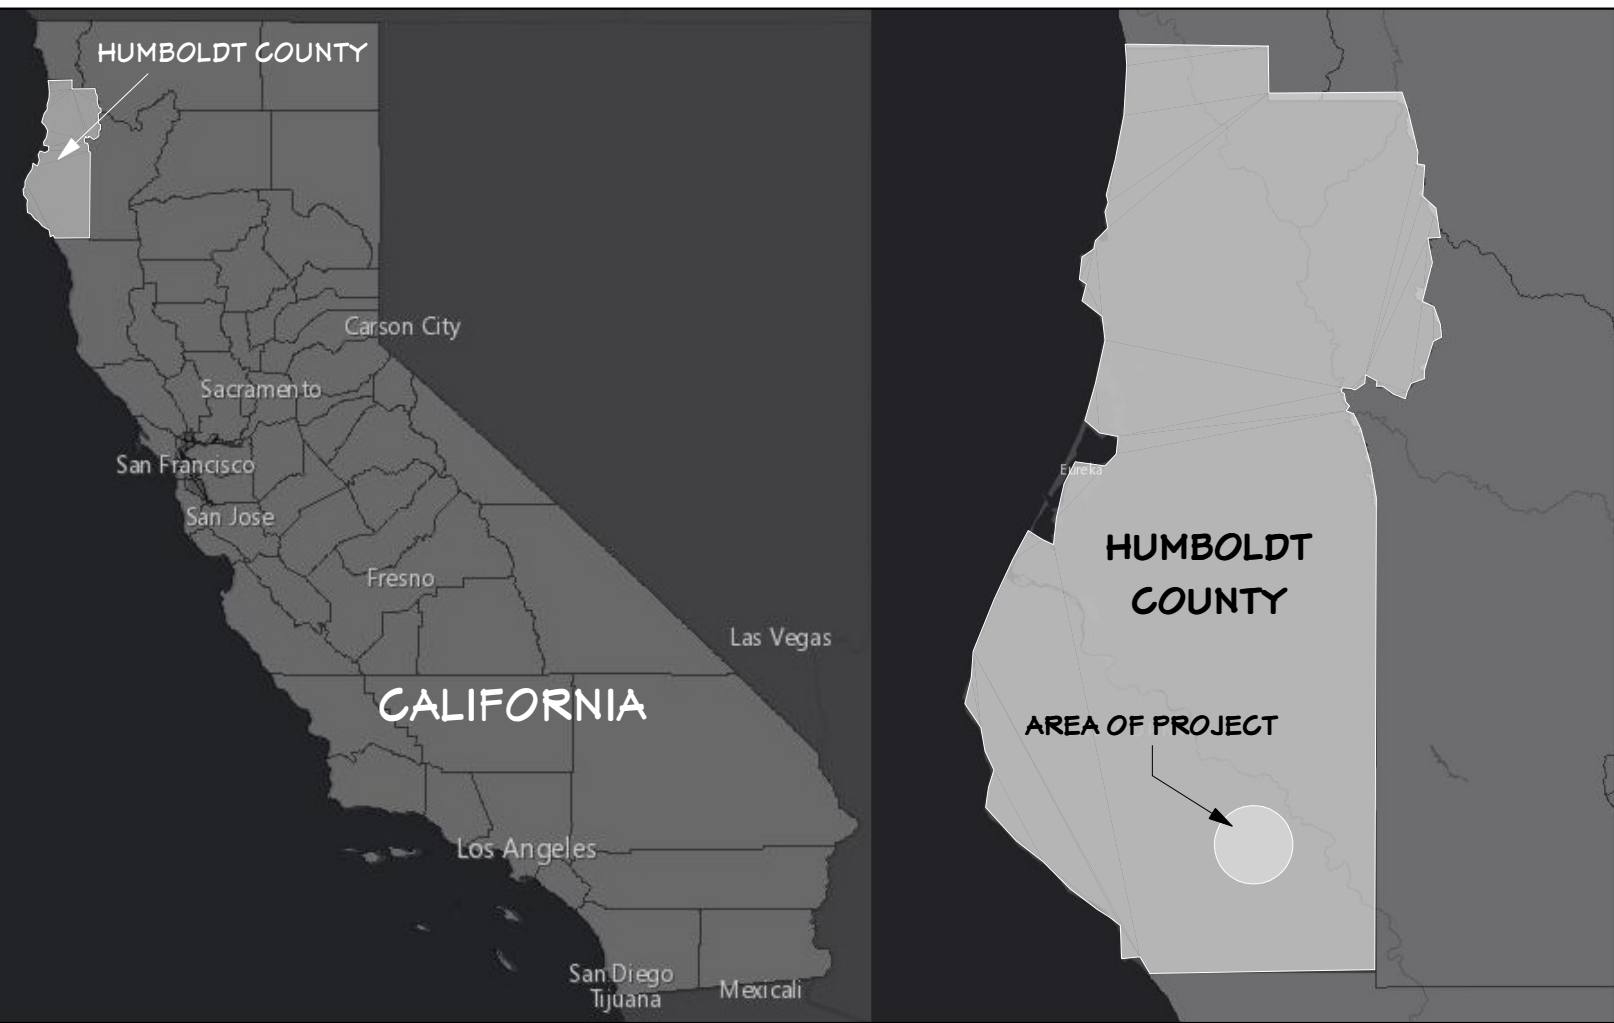 HUMBOLDT COUNTY
Carson City
Sacramento
San Francisco
San Jose
Fresno
Las Vegas
CALIFORNIA
Los Angeles
San Diego
Tijuana
Mexicali
Eureka
HUMBOLDT
COUNTY
AREA OF PROJECT